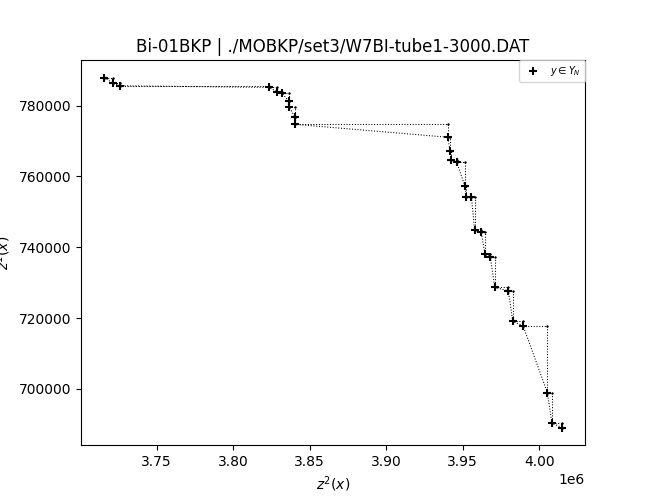 Bi-01BKP | ./MOBKP/set3/W7BI-tube1-3000.DAT
y ∈ Y_N
780000
760000
740000
720000
700000
3.75 3.80 3.85 3.90 3.95 4.00
1e6
z²(x)